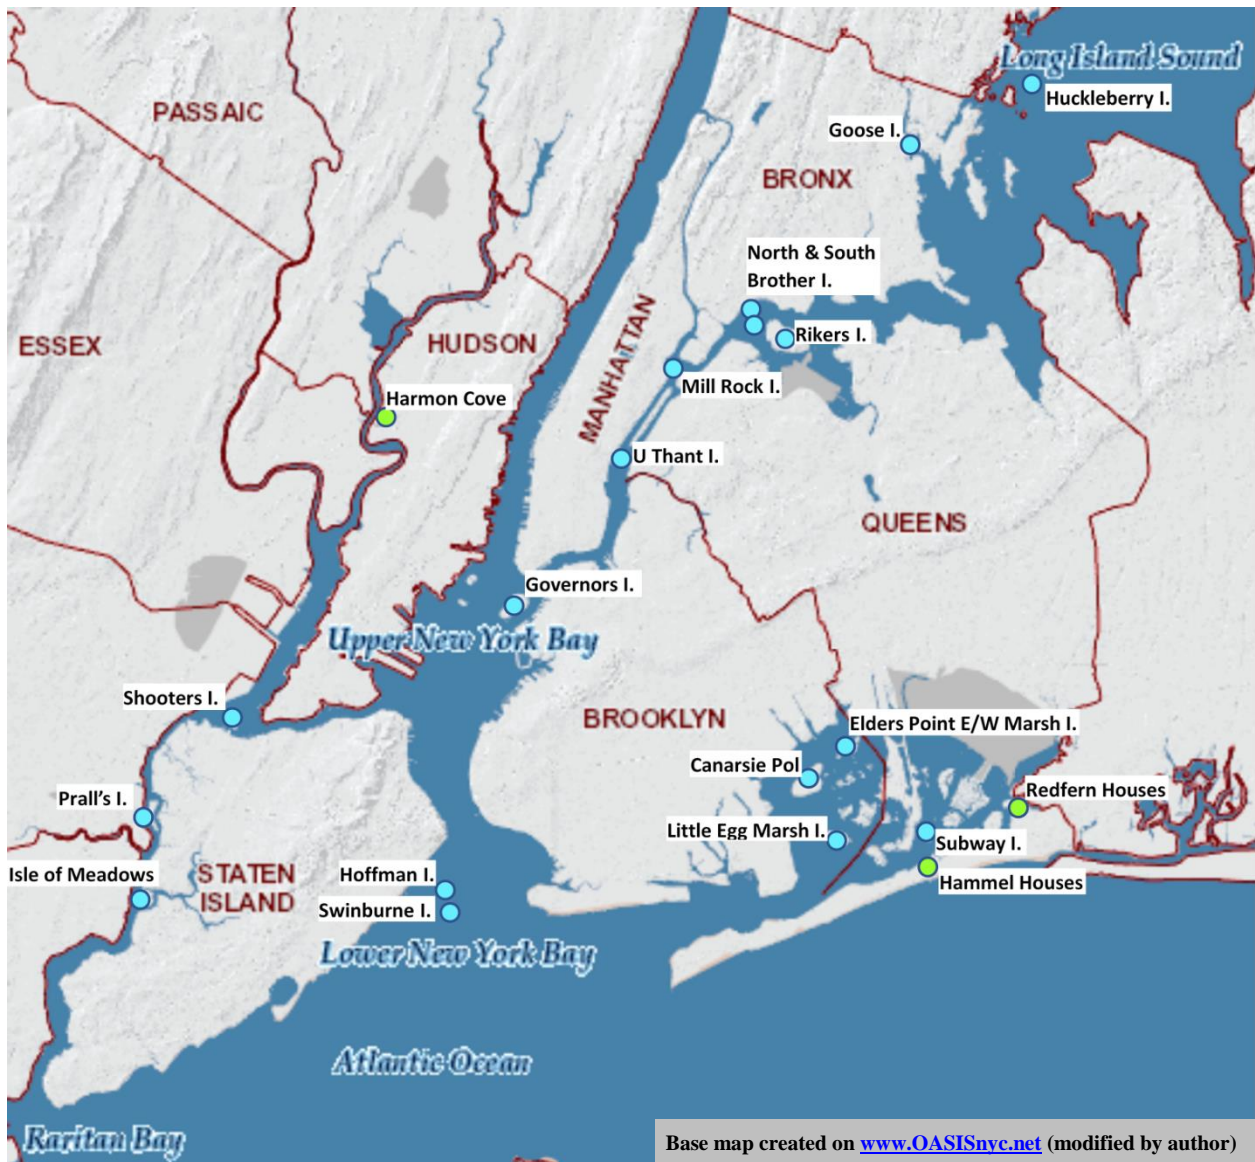 Long Island Sound
Huckleberry I.
PASSAIC
Goose I.
BRONX
North & South
Brother I.
ESSEX
HUDSON
MANHATTAN
Rikers I.
Mill Rock I.
Harmon Cove
U Thant I.
QUEENS
Governors I.
Upper New York Bay
Shooters I.
BROOKLYN
Elders Point E/W Marsh I.
Canarsie Pol
Prall's I.
Redfern Houses
Little Egg Marsh I.
Subway I.
Isle of Meadows
STATEN
ISLAND
Hoffman I.
Hammel Houses
Swinburne I.
Lower New York Bay
Atlantic Ocean
Raritan Bay
Base map created on www.OASISnyc.net (modified by author)